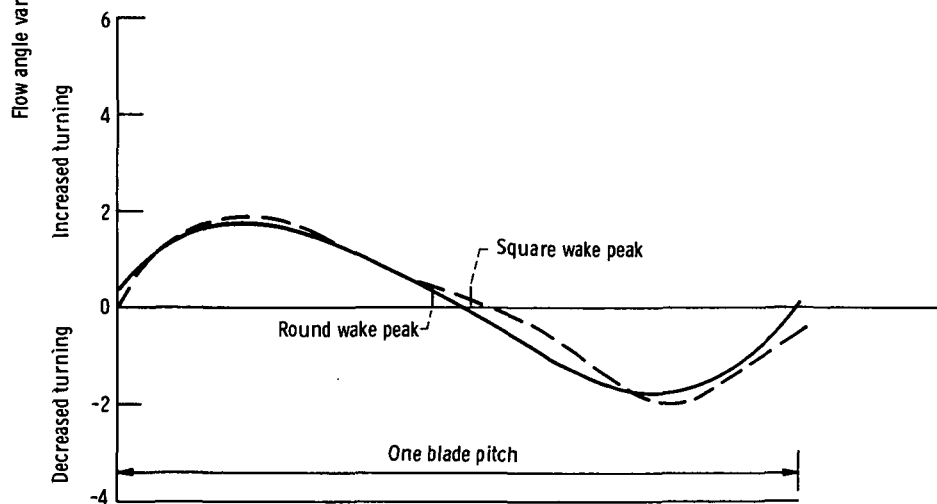 Flow angle var
Increased turning
Decreased turning
6
4
2
0
-2
-4
Square wake peak
Round wake peak
One blade pitch